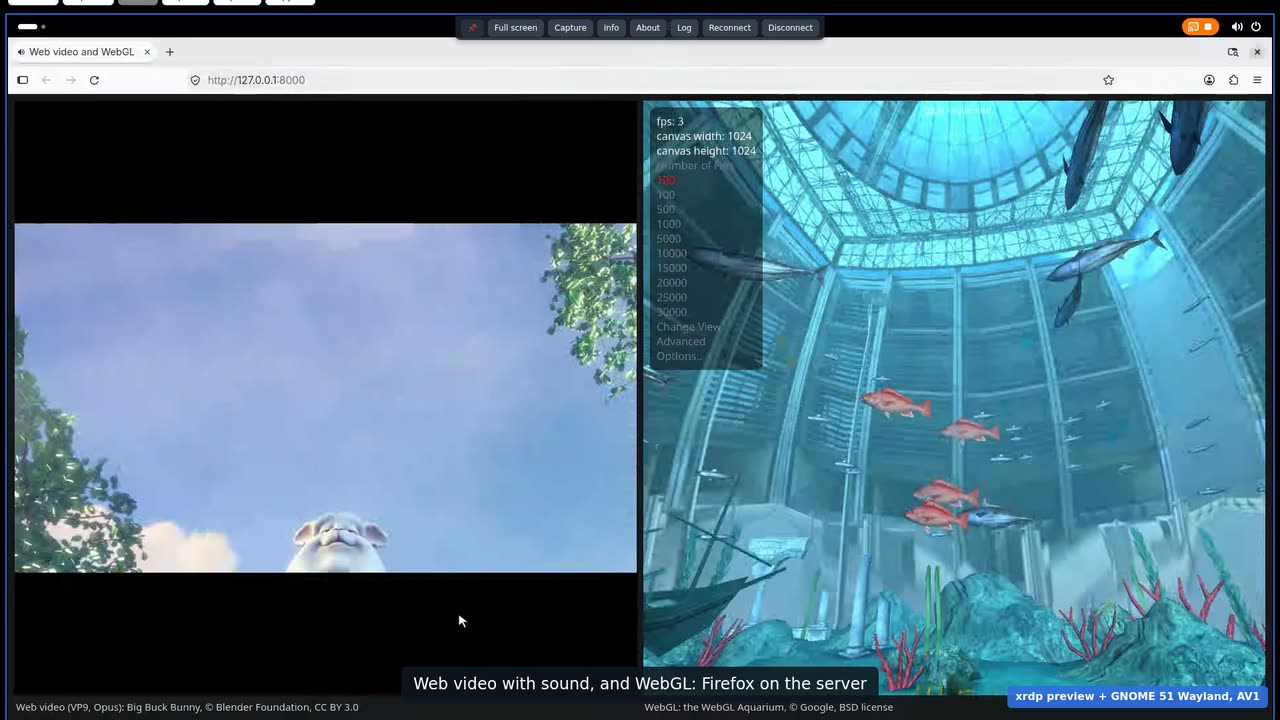 Full screen
Capture
Info
About
Log
Reconnect
Disconnect
Web video and WebGL
http://127.0.0.1:8000
fps: 3
canvas width: 1024
canvas height: 1024
Number of Fish
100
500
1000
5000
10000
15000
20000
25000
30000
Change View
Advanced
Options..
Web video with sound, and WebGL: Firefox on the server
xrdp preview + GNOME 51 Wayland, AV1
Web video (VP9, Opus): Big Buck Bunny, © Blender Foundation, CC BY 3.0
WebGL: the WebGL Aquarium, © Google, BSD license